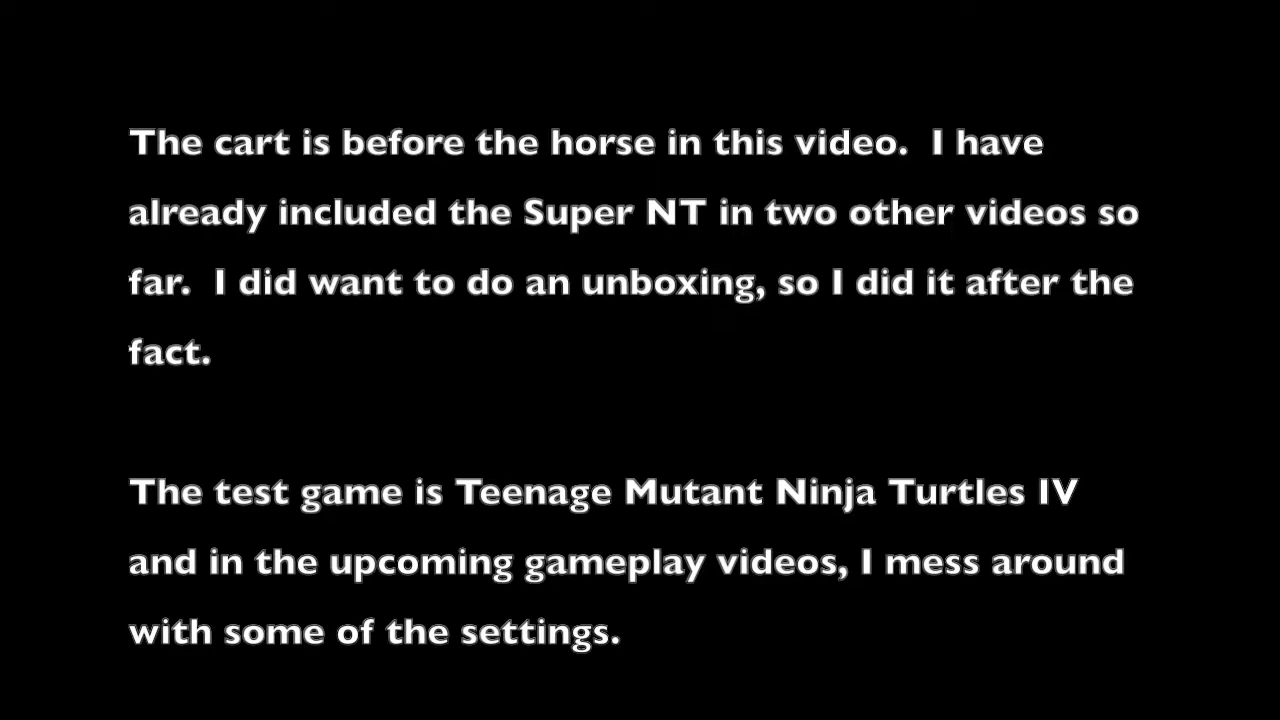 The cart is before the horse in this video.  I have
already included the Super NT in two other videos so
far.  I did want to do an unboxing, so I did it after the
fact.
The test game is Teenage Mutant Ninja Turtles IV
and in the upcoming gameplay videos, I mess around
with some of the settings.